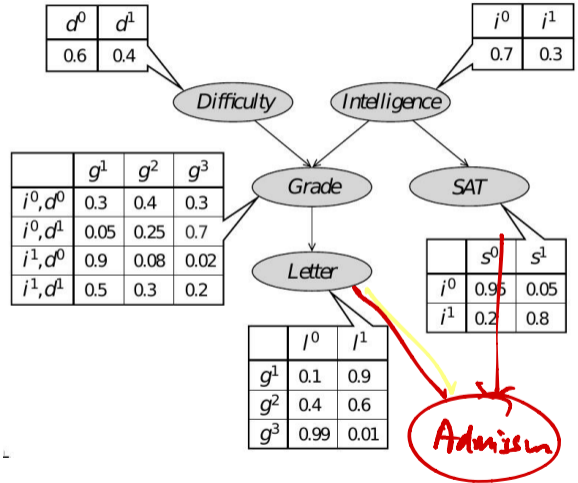 d⁰ d¹
0.6 0.4
i⁰ i¹
0.7 0.3
Difficulty
Intelligence
g¹ g² g³
i⁰,d⁰ 0.3 0.4 0.3
i⁰,d¹ 0.05 0.25 0.7
i¹,d⁰ 0.9 0.08 0.02
i¹,d¹ 0.5 0.3 0.2
Grade
SAT
s⁰ s¹
i⁰ 0.95 0.05
i¹ 0.2 0.8
Letter
l⁰ l¹
g¹ 0.1 0.9
g² 0.4 0.6
g³ 0.99 0.01
Admission